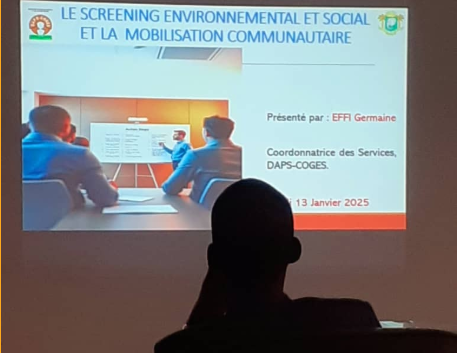 LE SCREENING ENVIRONNEMENTAL ET SOCIAL
ET LA MOBILISATION COMMUNAUTAIRE
Présenté par : EFFI Germaine
Coordonnatrice des Services,
DAPS-COGES.
i 13 Janvier 2025